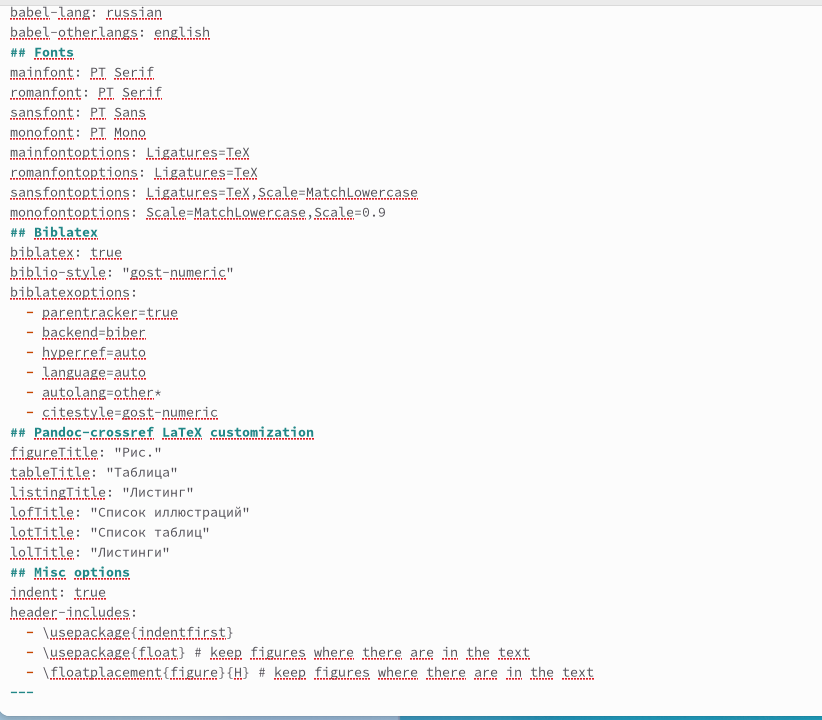 babel-lang: russian
babel-otherlangs: english
## Fonts
mainfont: PT Serif
romanfont: PT Serif
sansfont: PT Sans
monofont: PT Mono
mainfontoptions: Ligatures=TeX
romanfontoptions: Ligatures=TeX
sansfontoptions: Ligatures=TeX,Scale=MatchLowercase
monofontoptions: Scale=MatchLowercase,Scale=0.9
## Biblatex
biblatex: true
biblio-style: "gost-numeric"
biblatexoptions:
  - parentracker=true
  - backend=biber
  - hyperref=auto
  - language=auto
  - autolang=other*
  - citestyle=gost-numeric
## Pandoc-crossref LaTeX customization
figureTitle: "Рис."
tableTitle: "Таблица"
listingTitle: "Листинг"
lofTitle: "Список иллюстраций"
lotTitle: "Список таблиц"
lolTitle: "Листинги"
## Misc options
indent: true
header-includes:
  - \usepackage{indentfirst}
  - \usepackage{float} # keep figures where there are in the text
  - \floatplacement{figure}{H} # keep figures where there are in the text
---